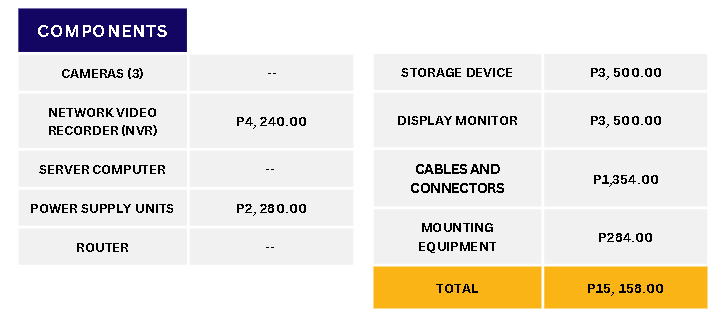 COMPONENTS
CAMERAS (3)
--
NETWORK VIDEO
RECORDER (NVR)
P4, 240.00
SERVER COMPUTER
--
POWER SUPPLY UNITS
P2, 280.00
ROUTER
--
STORAGE DEVICE
P3, 500.00
DISPLAY MONITOR
P3, 500.00
CABLES AND
CONNECTORS
P1,354.00
MOUNTING
EQUIPMENT
P284.00
TOTAL
P15, 158.00